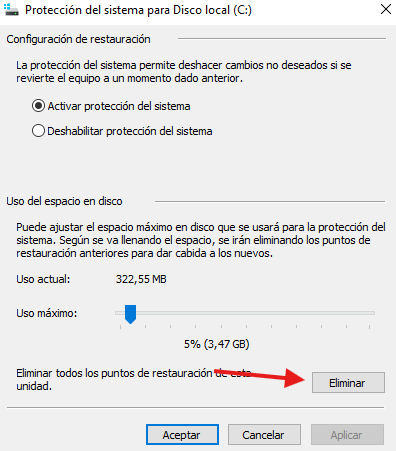 Protección del sistema para Disco local (C:)
Configuración de restauración
La protección del sistema permite deshacer cambios no deseados si se
revierte el equipo a un momento dado anterior.
Activar protección del sistema
Deshabilitar protección del sistema
Uso del espacio en disco
Puede ajustar el espacio máximo en disco que se usará para la protección del
sistema. Según se va llenando el espacio, se irán eliminando los puntos de
restauración anteriores para dar cabida a los nuevos.
Uso actual: 322,55 MB
Uso máximo:
5% (3,47 GB)
Eliminar todos los puntos de restauración de esta
unidad.
Eliminar
Aceptar Cancelar Aplicar